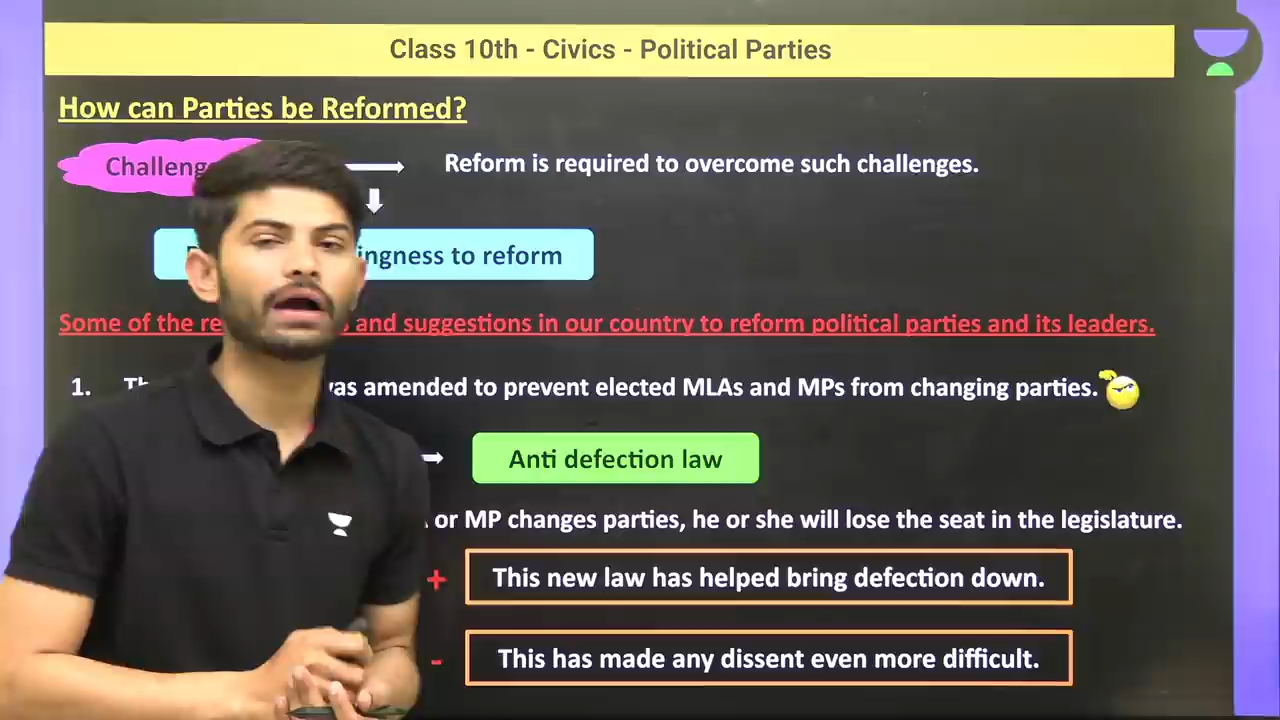 Class 10th - Civics - Political Parties
How can Parties be Reformed?
Reform is required to overcome such challenges.
to reform
Some of the and suggestions in our country to reform political parties and its leaders.
1. was amended to prevent elected MLAs and MPs from changing parties.
Anti defection law
or MP changes parties, he or she will lose the seat in the legislature.
+ This new law has helped bring defection down.
- This has made any dissent even more difficult.